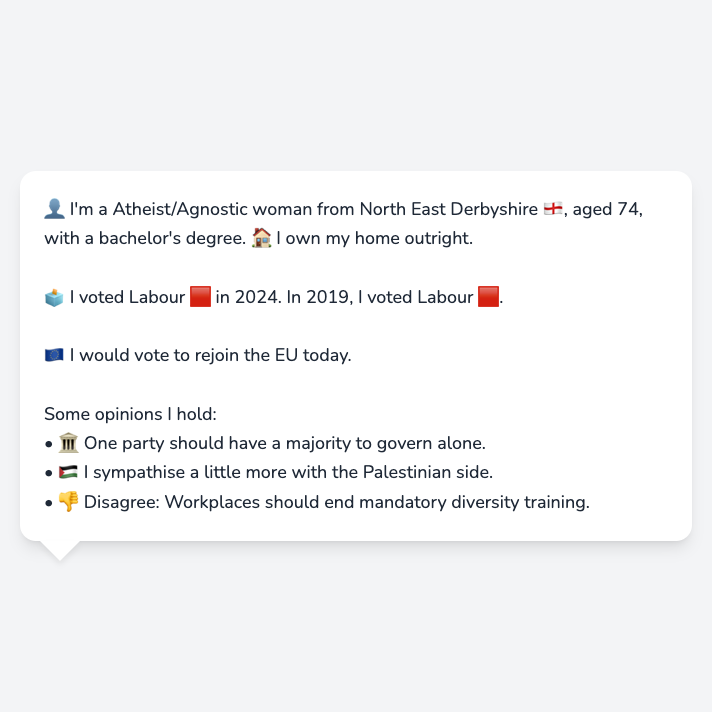 👤 I'm a Atheist/Agnostic woman from North East Derbyshire 🏴󠁧󠁢󠁥󠁮󠁧󠁿, aged 74,
with a bachelor's degree. 🏠 I own my home outright.
🗳️ I voted Labour 🟥 in 2024. In 2019, I voted Labour 🟥.
🇪🇺 I would vote to rejoin the EU today.
Some opinions I hold:
• 🏛️ One party should have a majority to govern alone.
• 🇵🇸 I sympathise a little more with the Palestinian side.
• 👎 Disagree: Workplaces should end mandatory diversity training.